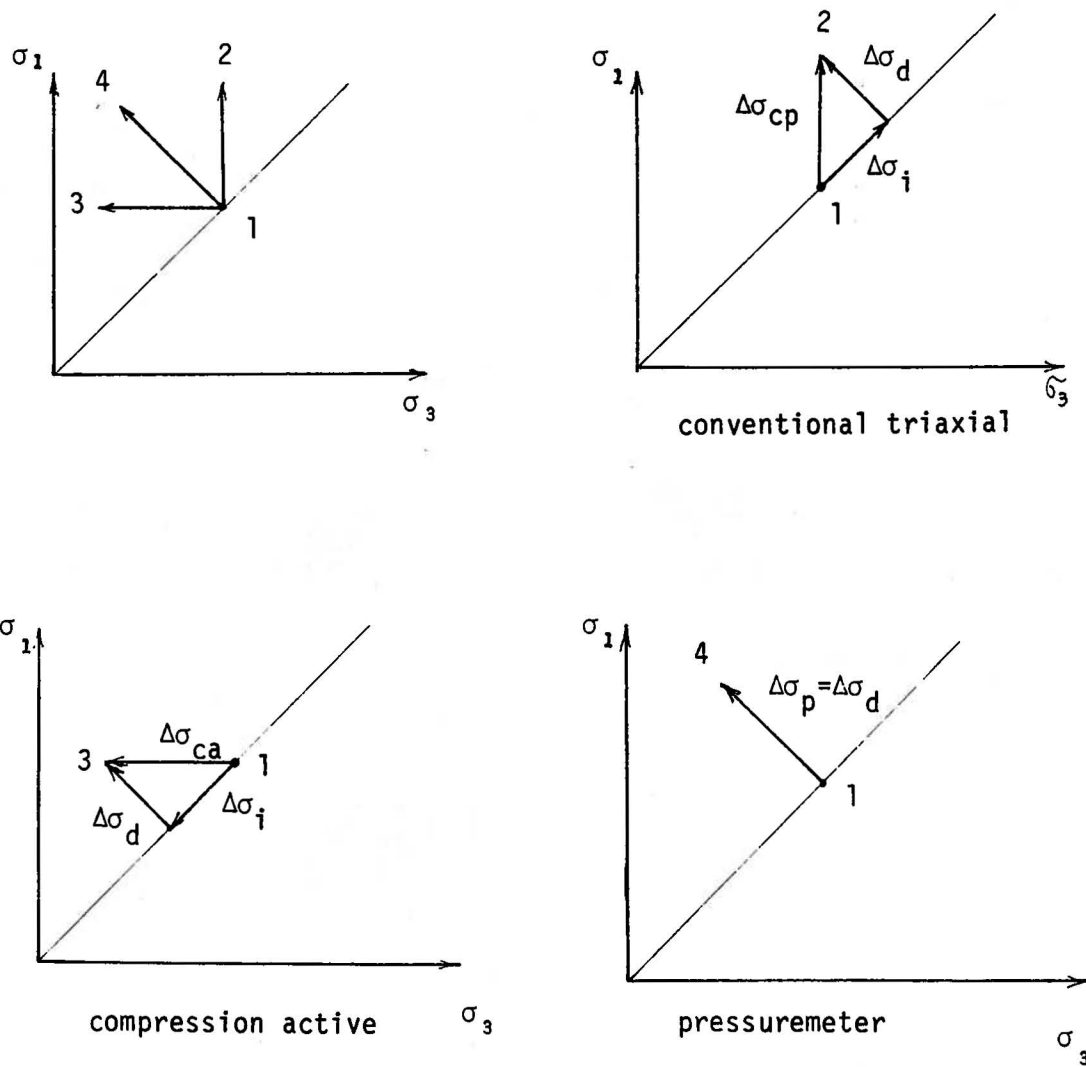 σ₁
4
2
3
1
σ₃
σ₁
2
Δσd
Δσcp
Δσi
1
σ₃
conventional triaxial
σ₁.
Δσca
3
1
Δσd
Δσi
compression active
σ₃
σ₁
4
Δσp=Δσd
1
pressuremeter
σ₃